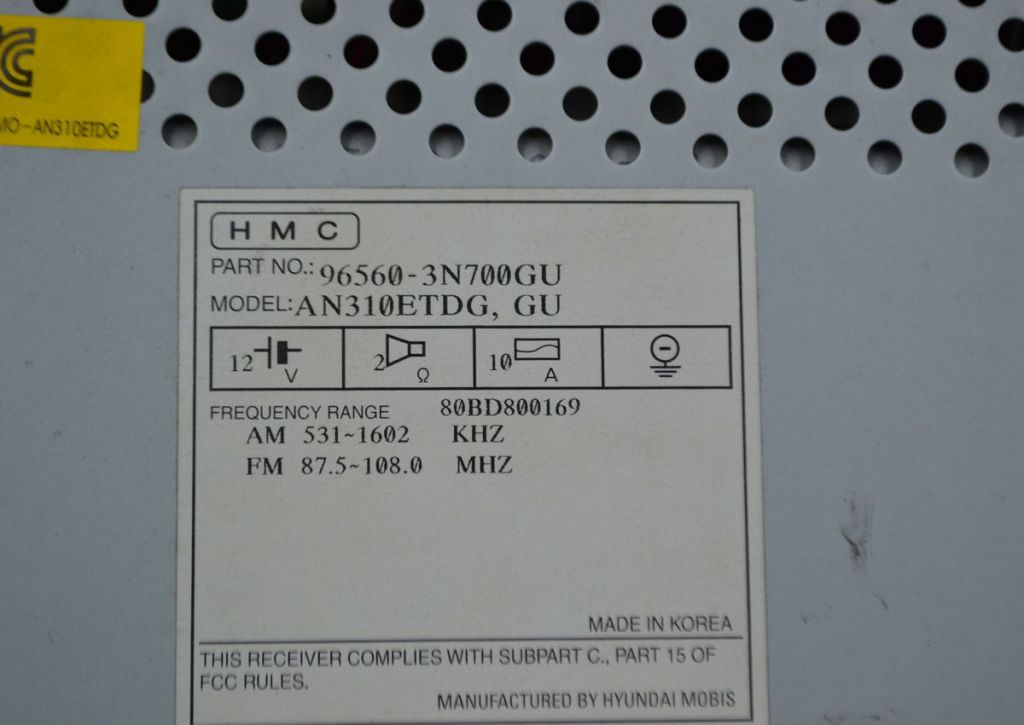 MO-AN310ETDG
HMC
PART NO.: 96560-3N700GU
MODEL: AN310ETDG, GU
12 V 2 Ω 10 A
FREQUENCY RANGE 80BD800169
AM 531~1602 KHZ
FM 87.5~108.0 MHZ
MADE IN KOREA
THIS RECEIVER COMPLIES WITH SUBPART C., PART 15 OF
FCC RULES.
MANUFACTURED BY HYUNDAI MOBIS